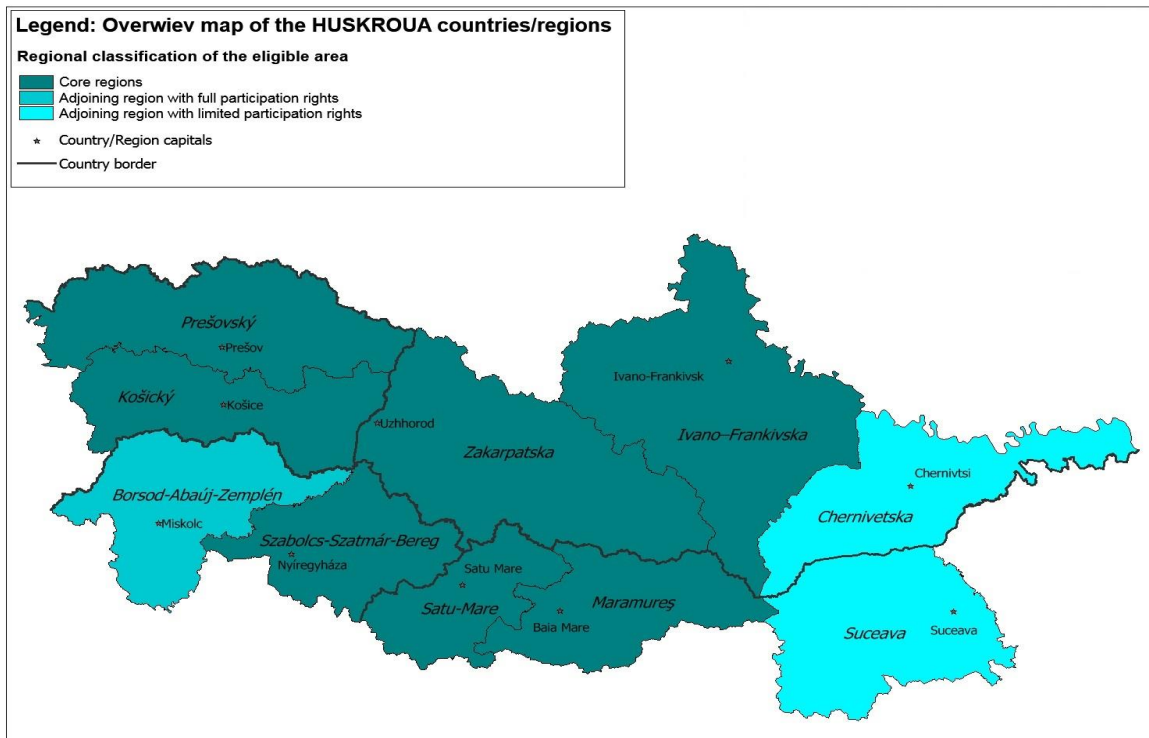 Legend: Overwiev map of the HUSKROUA countries/regions
Regional classification of the eligible area
Core regions
Adjoining region with full participation rights
Adjoining region with limited participation rights
Country/Region capitals
Country border
Prešovský
Prešov
Košický
Košice
Uzhhorod
Zakarpatska
Ivano-Frankivsk
Ivano–Frankivska
Chernivtsi
Chernivetska
Borsod-Abaúj-Zemplén
Miskolc
Szabolcs-Szatmár-Bereg
Nyíregyháza
Satu Mare
Satu-Mare
Maramureş
Baia Mare
Suceava
Suceava